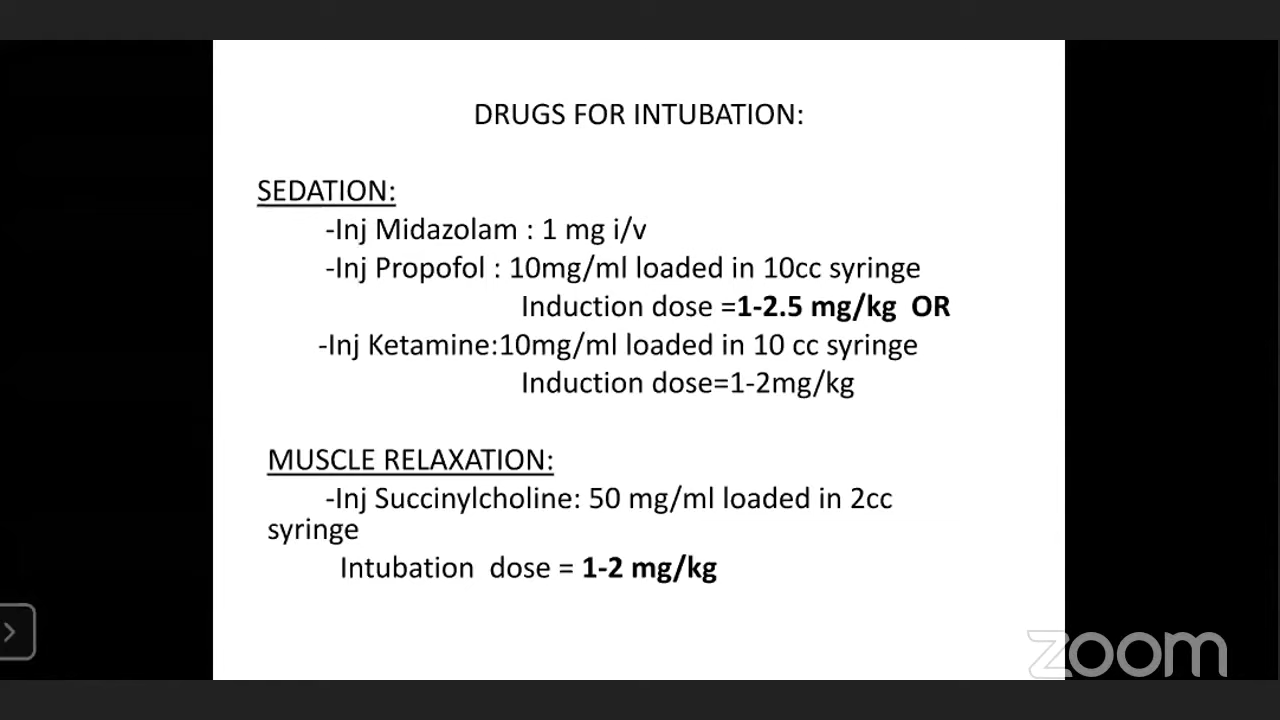 DRUGS FOR INTUBATION:
SEDATION:
-Inj Midazolam : 1 mg i/v
-Inj Propofol : 10mg/ml loaded in 10cc syringe
Induction dose =1-2.5 mg/kg  OR
-Inj Ketamine:10mg/ml loaded in 10 cc syringe
Induction dose=1-2mg/kg
MUSCLE RELAXATION:
-Inj Succinylcholine: 50 mg/ml loaded in 2cc
syringe
Intubation  dose = 1-2 mg/kg
zoom